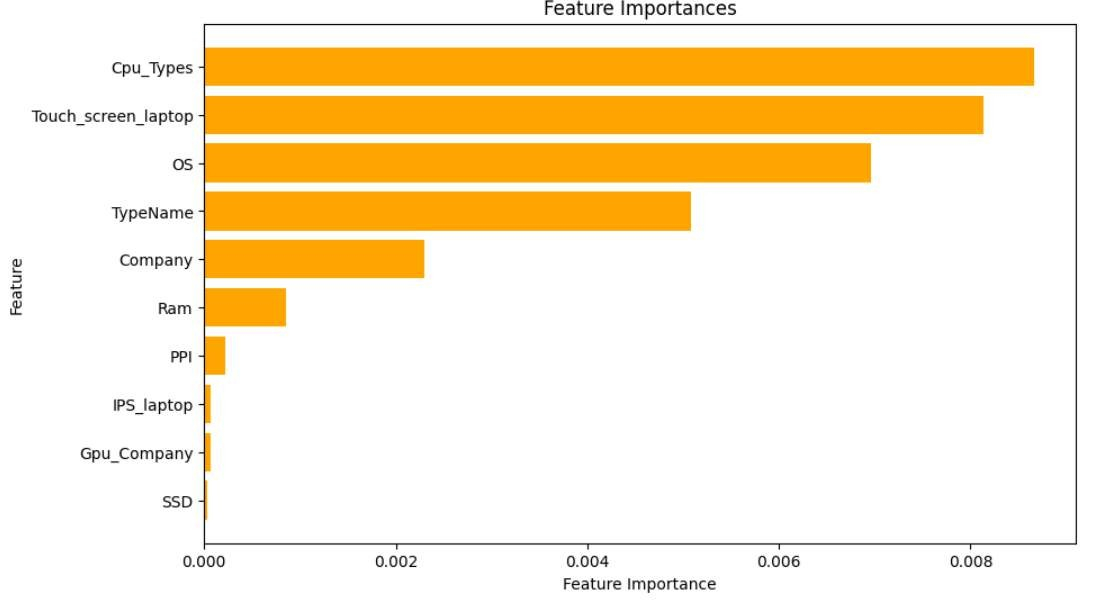 Feature Importances
Cpu_Types
Touch_screen_laptop
OS
TypeName
Company
Ram
PPI
IPS_laptop
Gpu_Company
SSD
Feature
0.000 0.002 0.004 0.006 0.008
Feature Importance